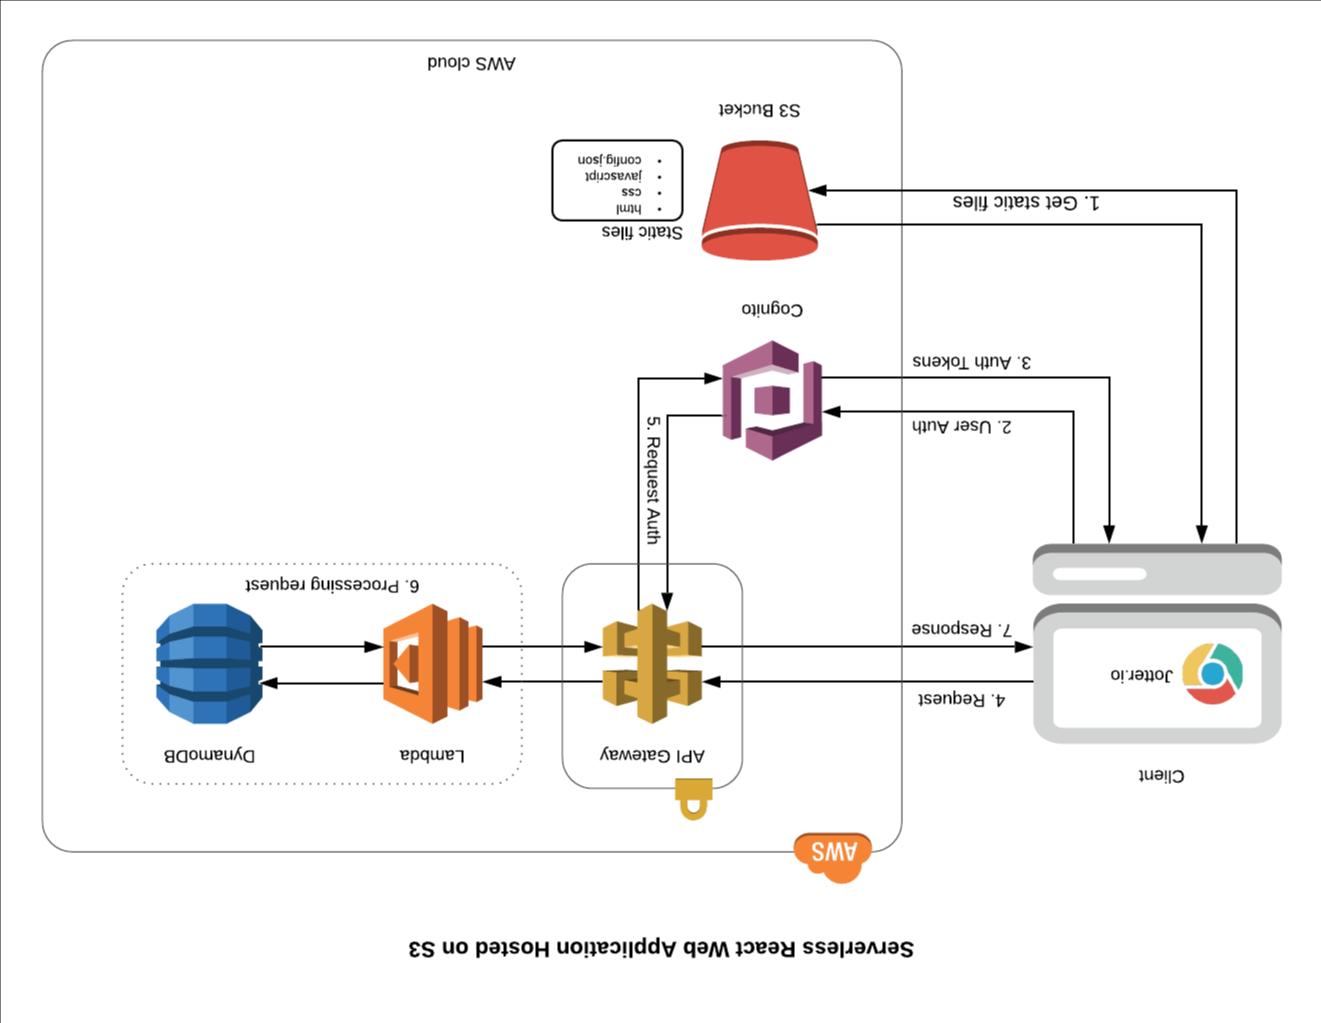 Serverless React Web Application Hosted on S3
AWS
Client
Jotter.io
4. Request
7. Response
API Gateway
Lambda
DynamoDB
6. Processing request
5. Request Auth
2. User Auth
3. Auth Tokens
Cognito
1. Get static files
Static files
• html
• css
• javascript
• config.json
S3 Bucket
AWS cloud